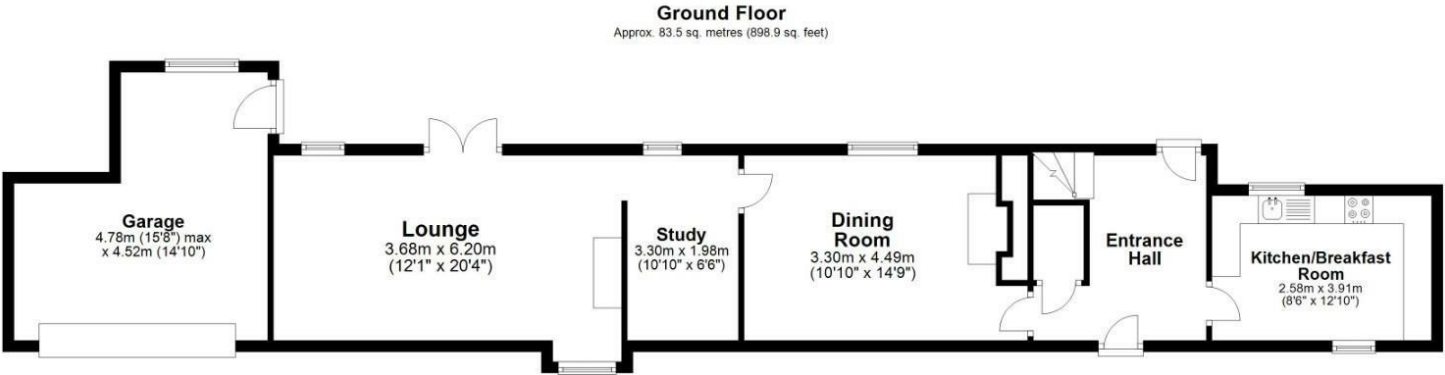 Ground Floor
Approx. 83.5 sq. metres (898.9 sq. feet)
Garage
4.78m (15'8") max
x 4.52m (14'10")
Lounge
3.68m x 6.20m
(12'1" x 20'4")
Study
3.30m x 1.98m
(10'10" x 6'6")
Dining
Room
3.30m x 4.49m
(10'10" x 14'9")
Entrance
Hall
Kitchen/Breakfast
Room
2.58m x 3.91m
(8'6" x 12'10")